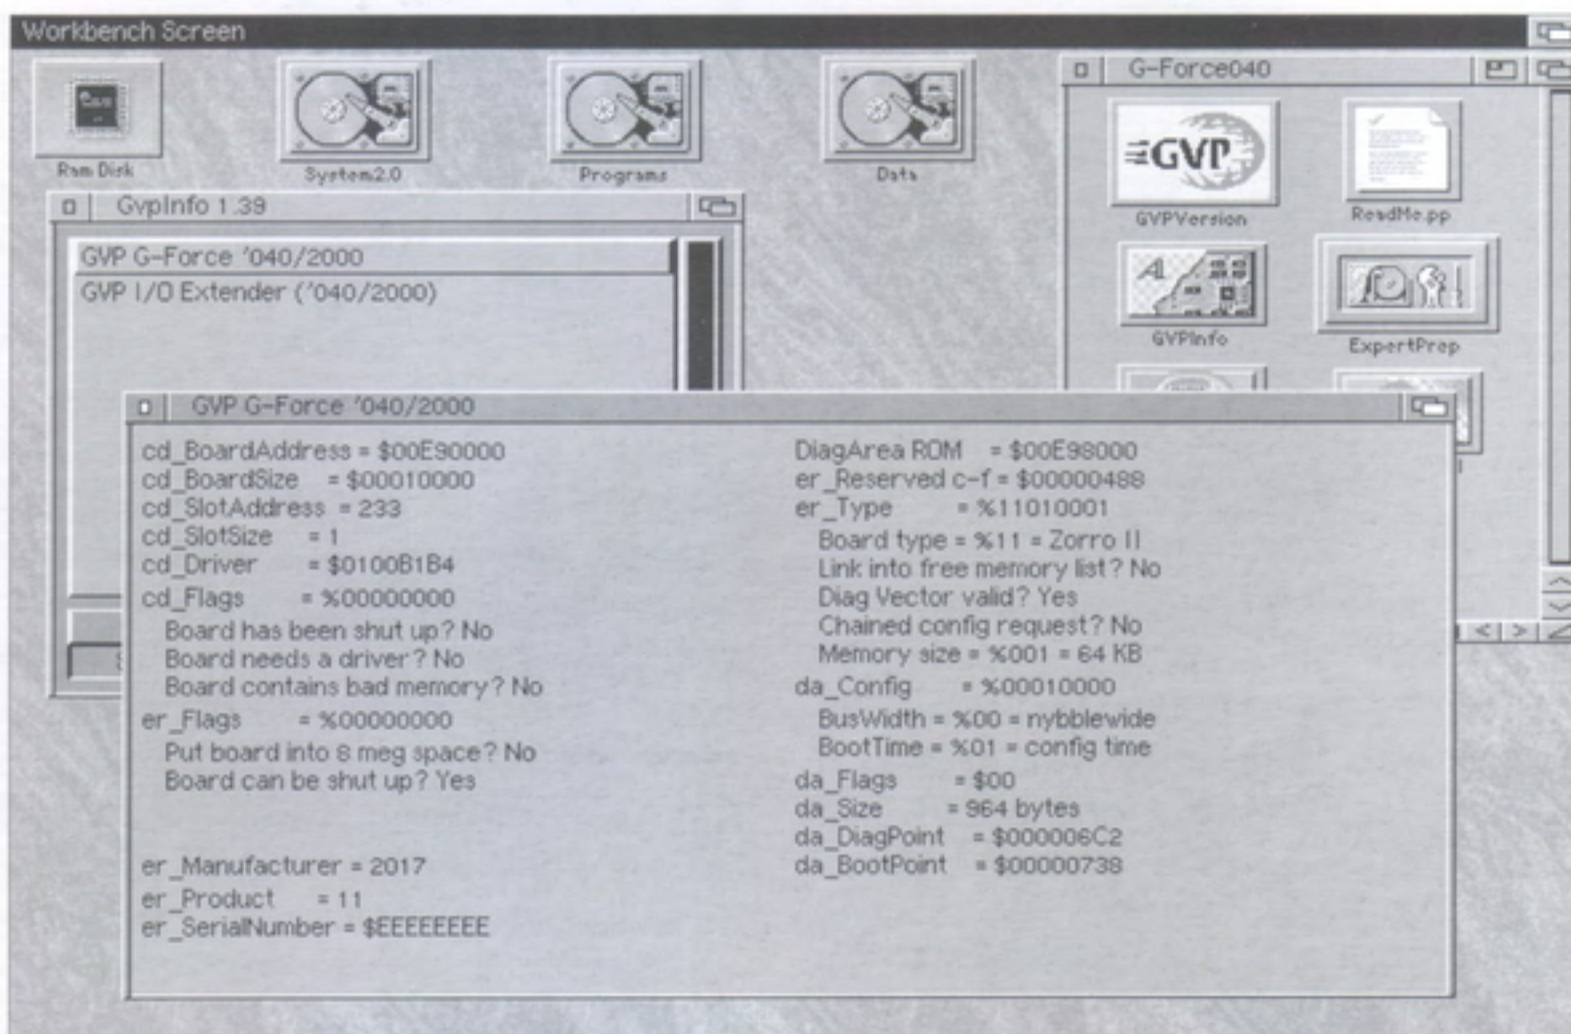 Workbench Screen
Ram Disk
System2.0
Programs
Data
G-Force040
GVP
GVPVersion
ReadMe.pp
GVPInfo
ExpertPrep
GvpInfo 1.39
GVP G-Force '040/2000
GVP I/O Extender ('040/2000)
GVP G-Force '040/2000
cd_BoardAddress = $00E90000
cd_BoardSize = $00010000
cd_SlotAddress = 233
cd_SlotSize = 1
cd_Driver = $0100B1B4
cd_Flags = %00000000
Board has been shut up? No
Board needs a driver? No
Board contains bad memory? No
er_Flags = %00000000
Put board into 8 meg space? No
Board can be shut up? Yes
er_Manufacturer = 2017
er_Product = 11
er_SerialNumber = $EEEEEEEE
DiagArea ROM = $00E98000
er_Reserved c-f = $00000488
er_Type = %11010001
Board type = %11 = Zorro II
Link into free memory list? No
Diag Vector valid? Yes
Chained config request? No
Memory size = %001 = 64 KB
da_Config = %00010000
BusWidth = %00 = nybblewide
BootTime = %01 = config time
da_Flags = $00
da_Size = 964 bytes
da_DiagPoint = $000006C2
da_BootPoint = $00000738